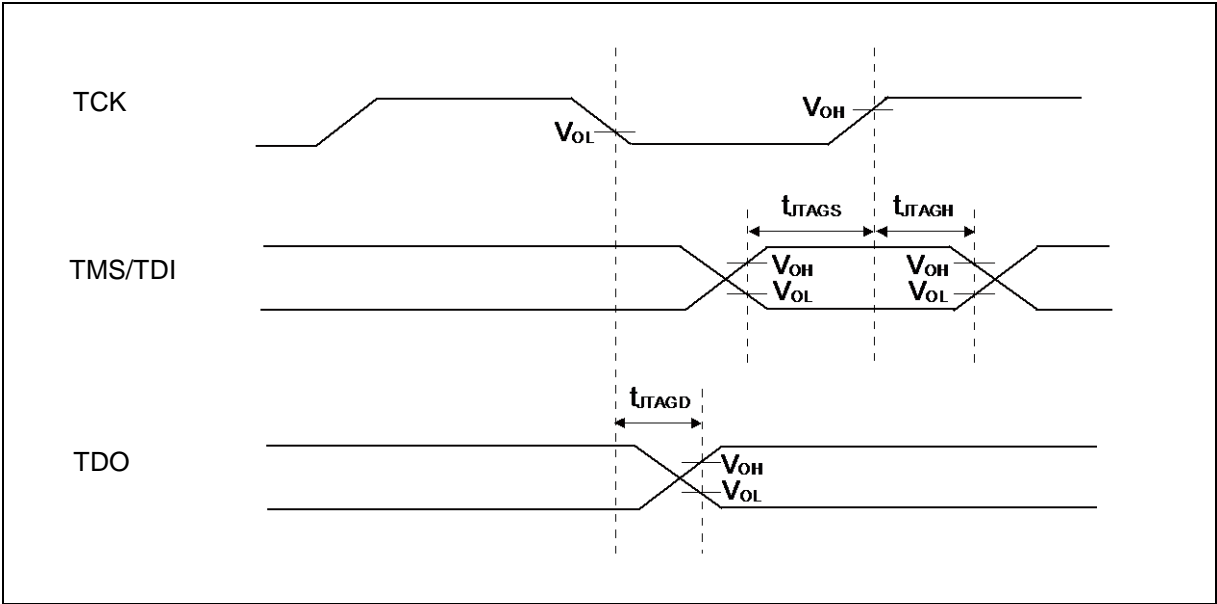 TCK
VOH
VOL
tJTAGS
tJTAGH
TMS/TDI
VOH
VOH
VOL
VOL
tJTAGD
TDO
VOH
VOL